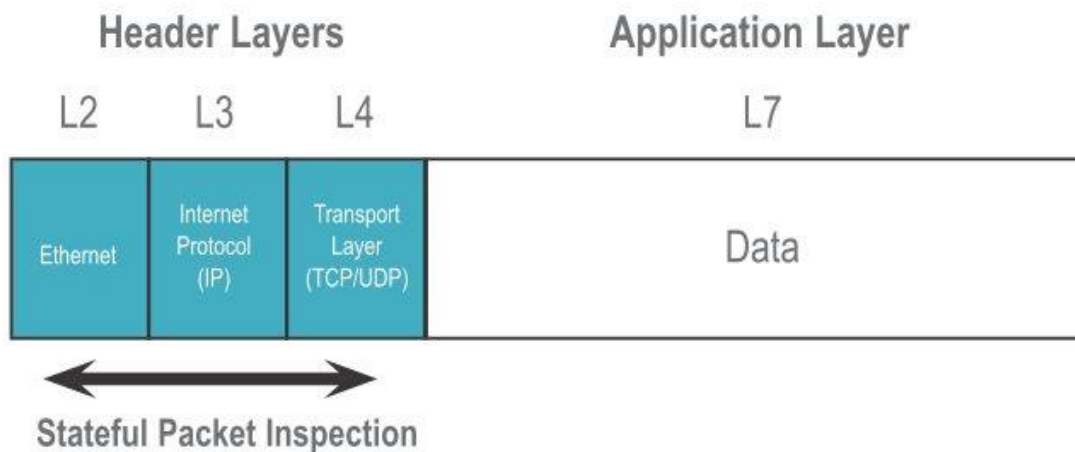 Header Layers
Application Layer
L2
L3
L4
L7
Ethernet
Internet
Protocol
(IP)
Transport
Layer
(TCP/UDP)
Data
Stateful Packet Inspection